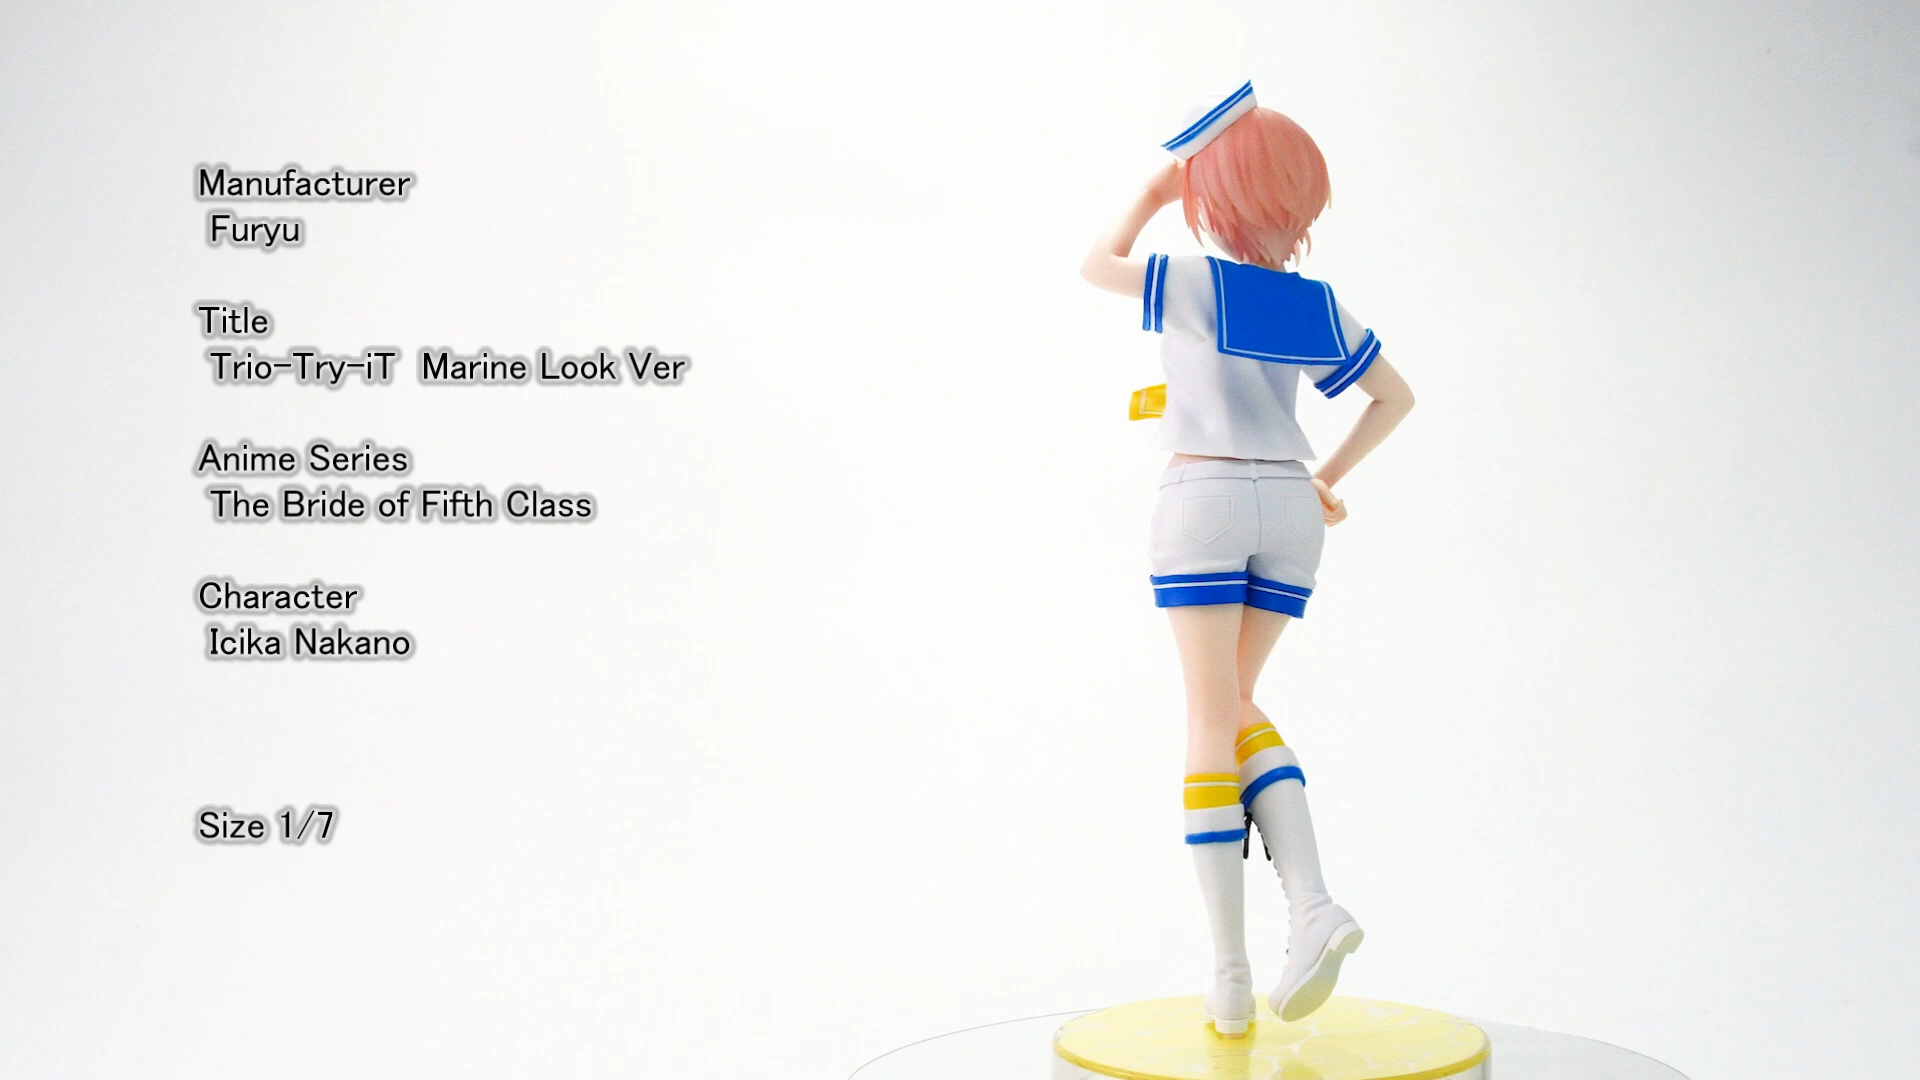 Manufacturer
Furyu
Title
Trio-Try-iT Marine Look Ver
Anime Series
The Bride of Fifth Class
Character
Icika Nakano
Size 1/7